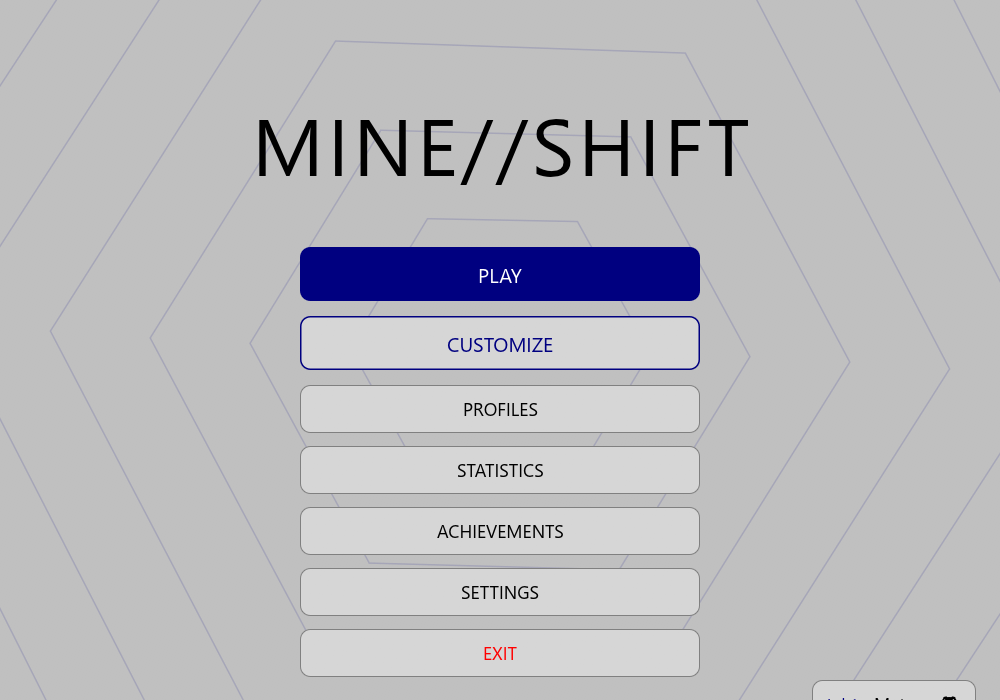 MINE//SHIFT
PLAY
CUSTOMIZE
PROFILES
STATISTICS
ACHIEVEMENTS
SETTINGS
EXIT